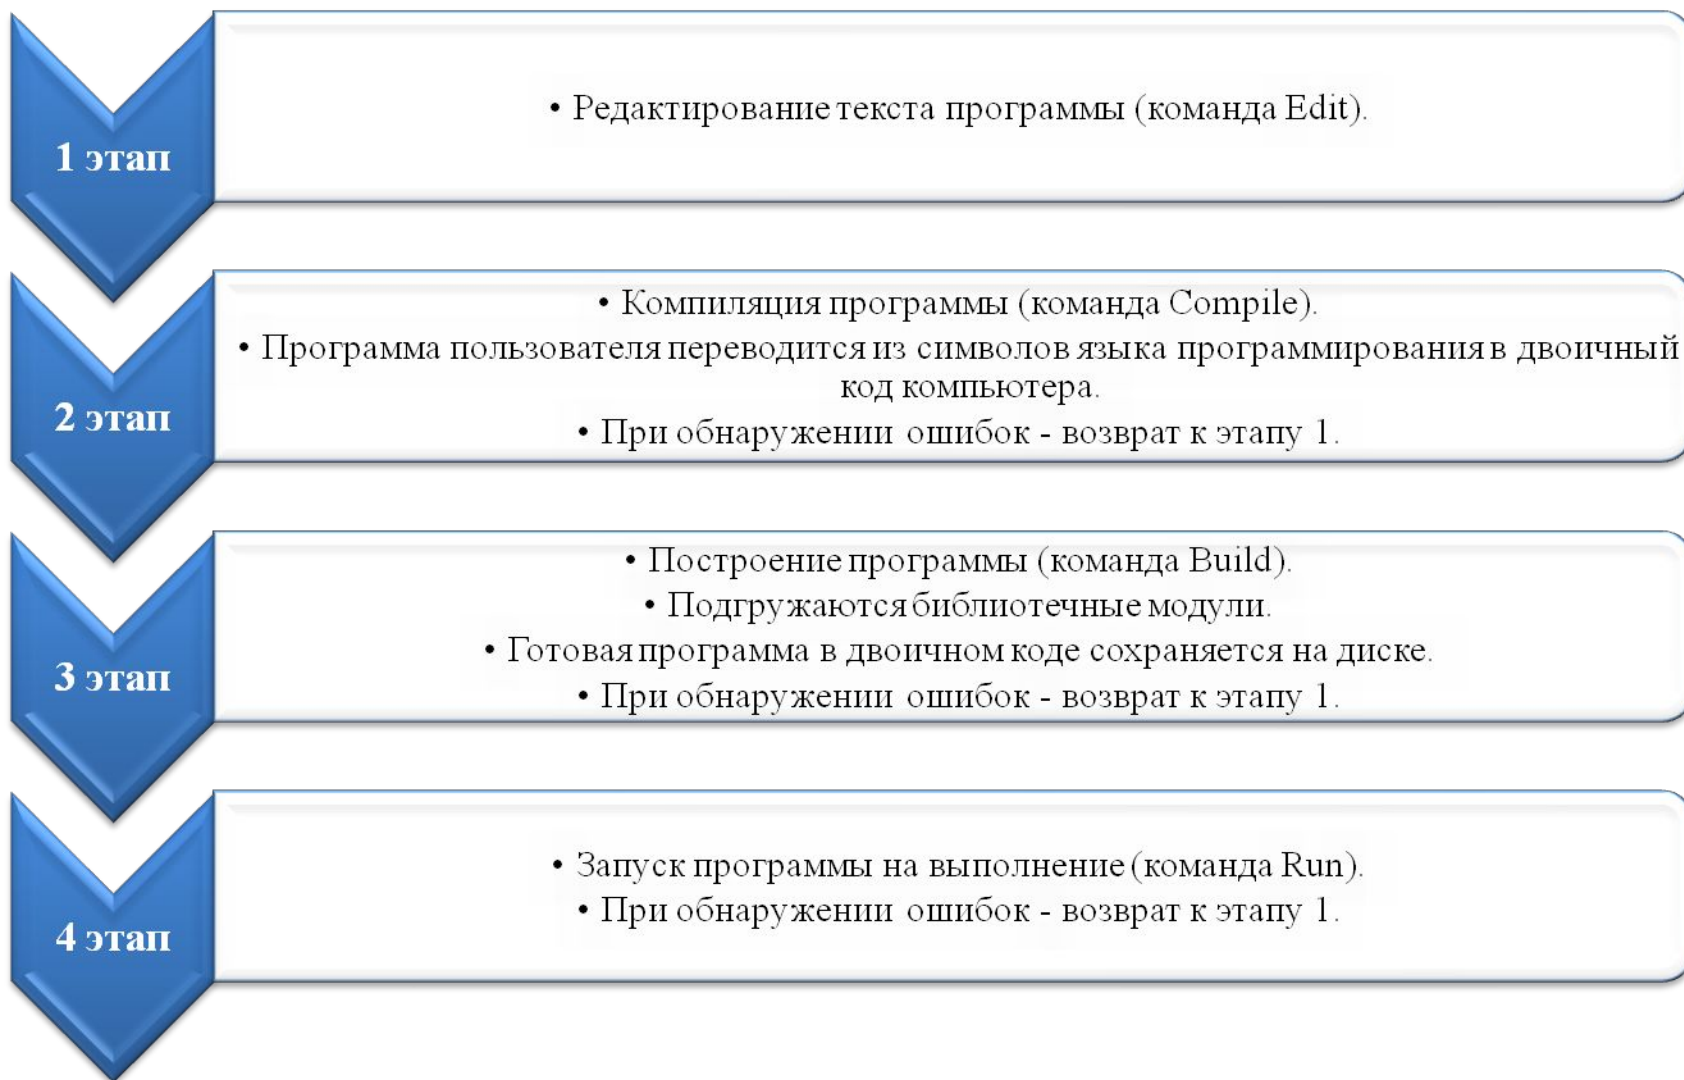 1 этап
• Редактирование текста программы (команда Edit).
2 этап
• Компиляция программы (команда Compile).
• Программа пользователя переводится из символов языка программирования в двоичный
код компьютера.
• При обнаружении ошибок - возврат к этапу 1.
3 этап
• Построение программы (команда Build).
• Подгружаются библиотечные модули.
• Готовая программа в двоичном коде сохраняется на диске.
• При обнаружении ошибок - возврат к этапу 1.
4 этап
• Запуск программы на выполнение (команда Run).
• При обнаружении ошибок - возврат к этапу 1.